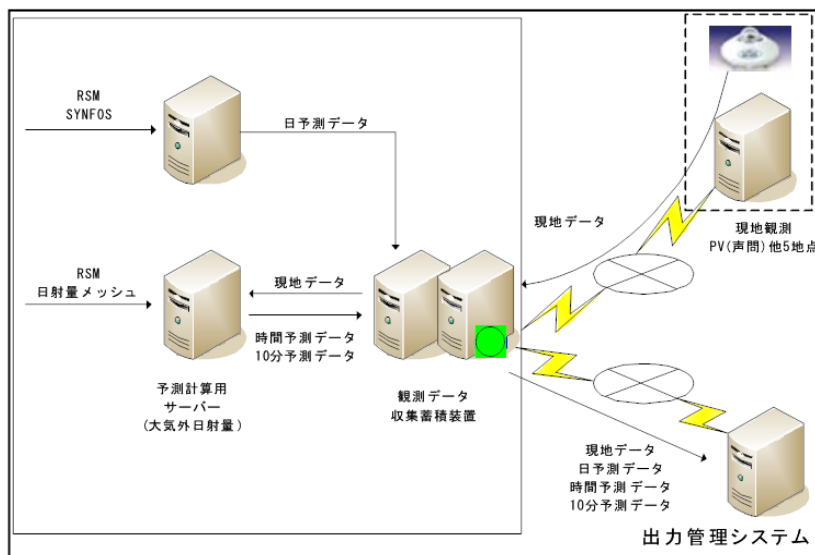 RSM
SYNFOS
日予測データ
現地観測
PV(声問)他5地点
現地データ
RSM
日射量メッシュ
現地データ
時間予測データ
10分予測データ
予測計算用
サーバー
(大気外日射量)
観測データ
収集蓄積装置
現地データ
日予測データ
時間予測データ
10分予測データ
出力管理システム